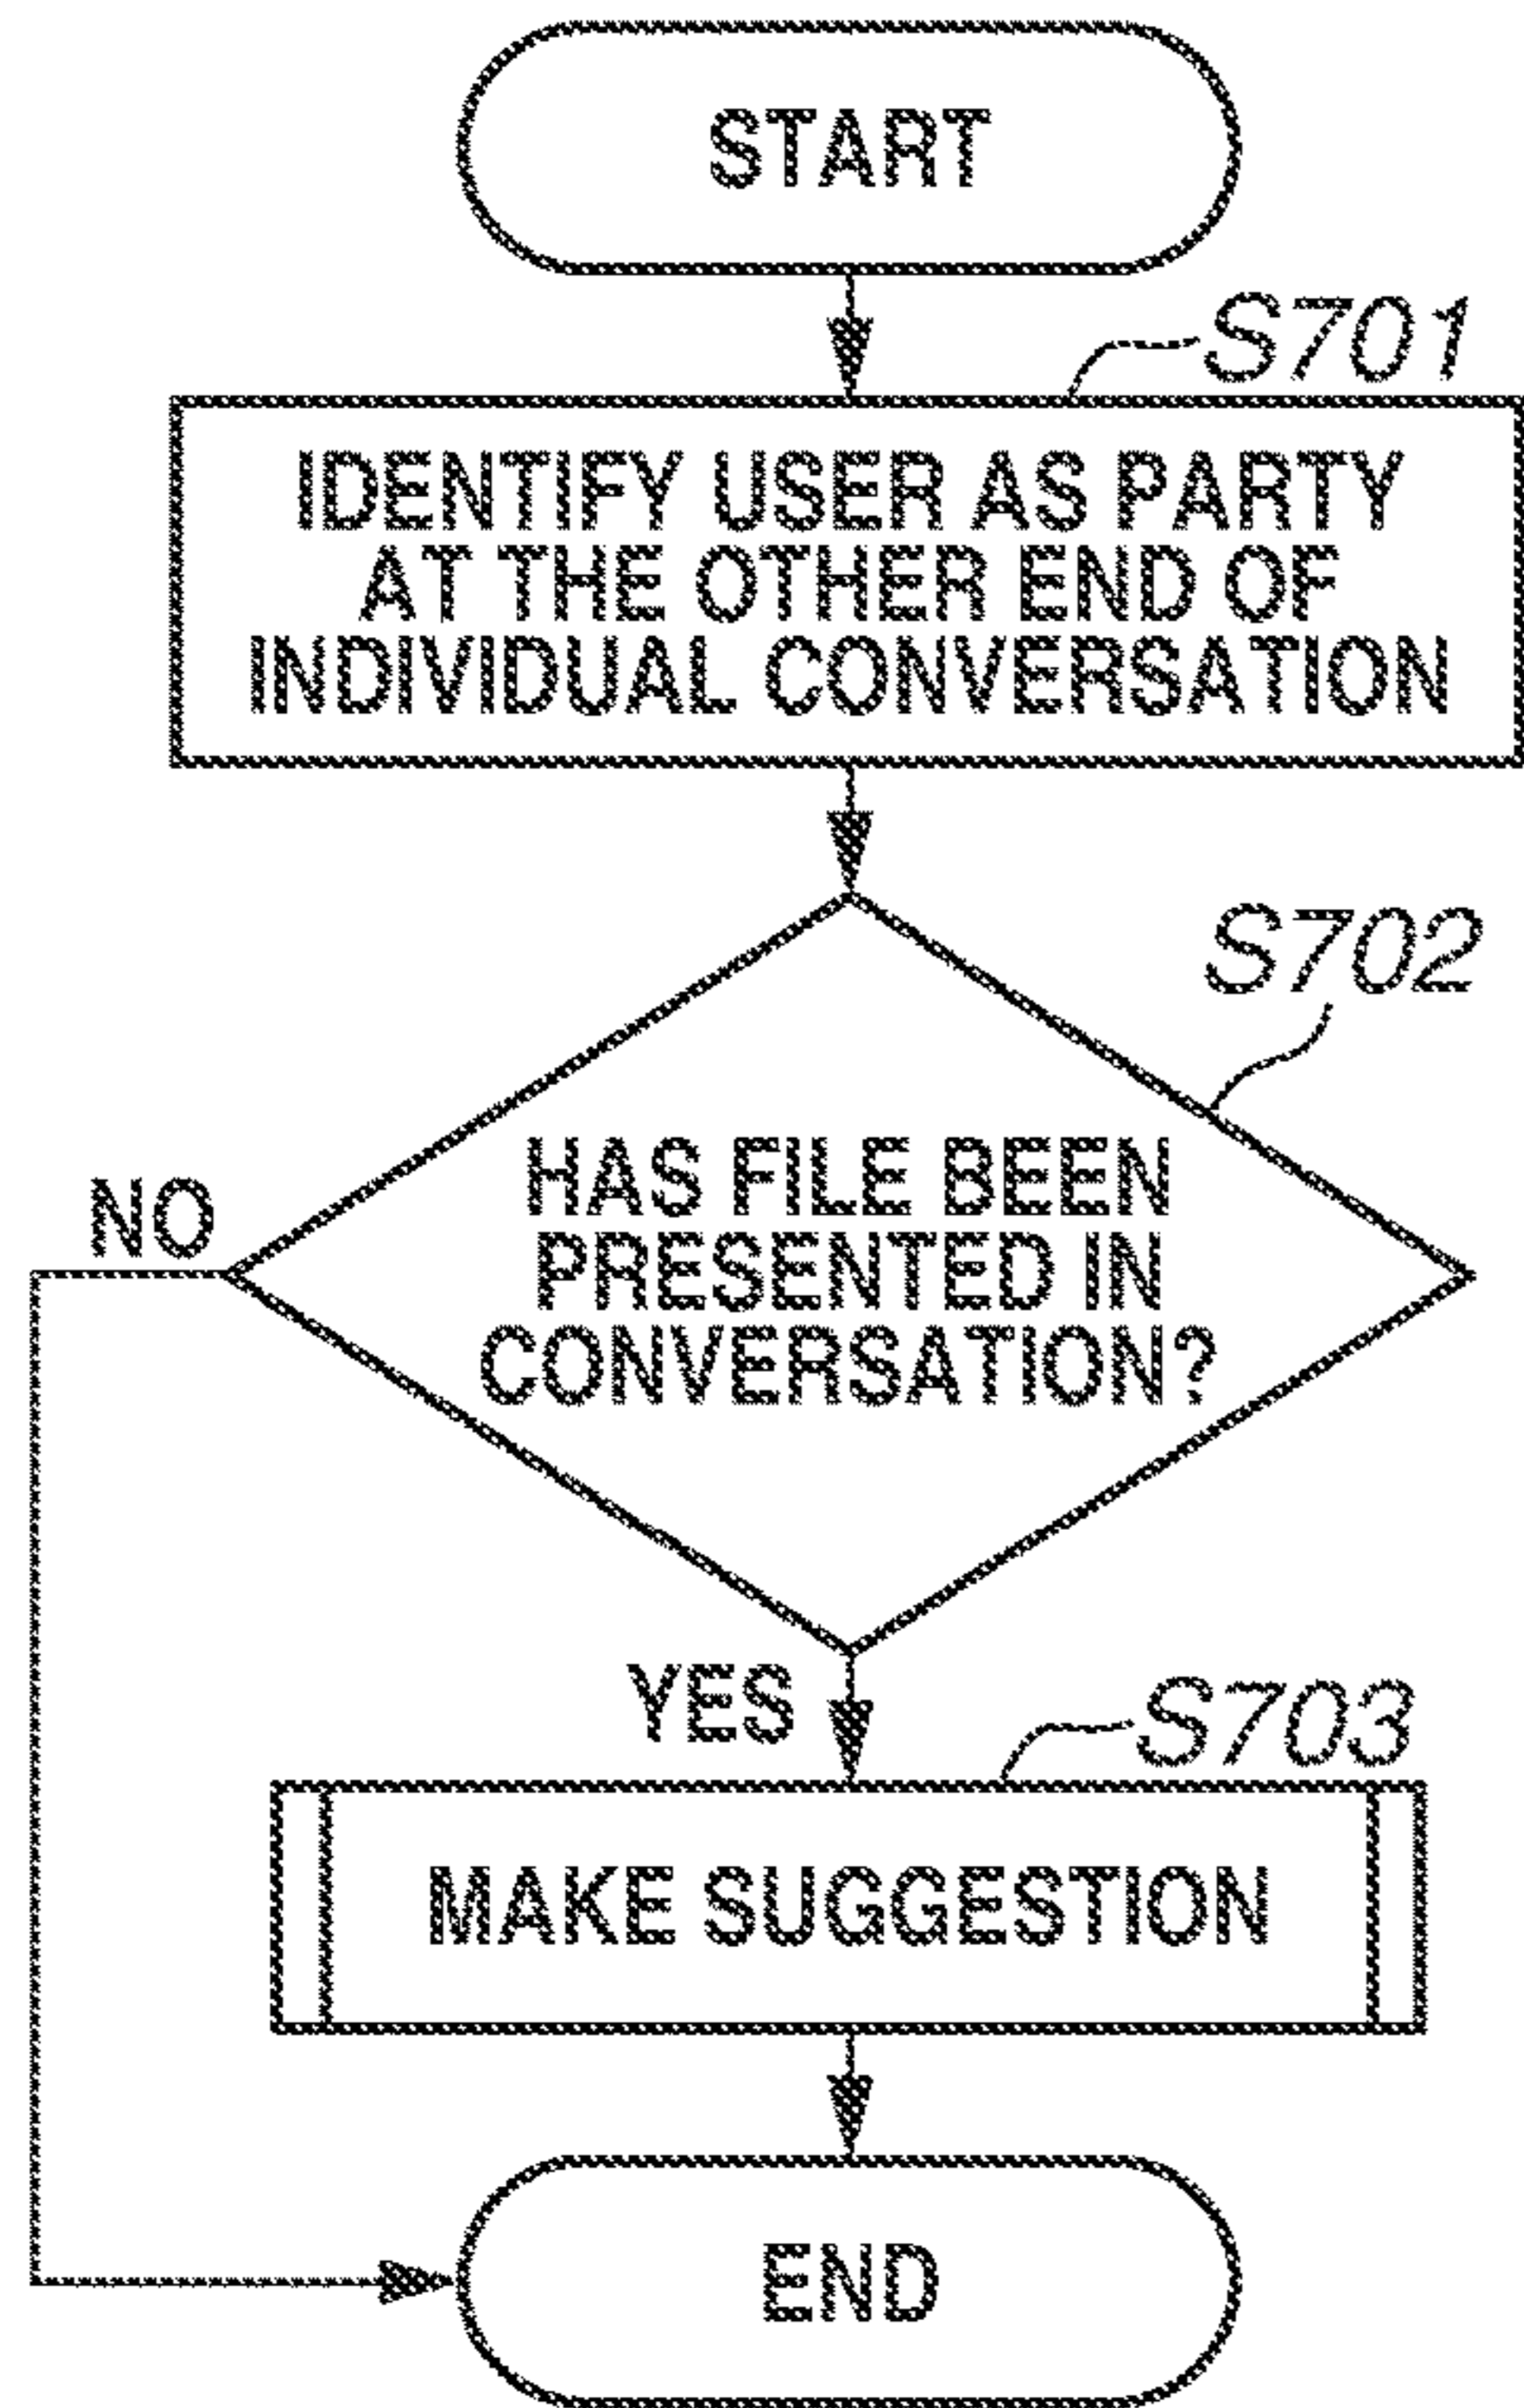 START
S701
IDENTIFY USER AS PARTY
AT THE OTHER END OF
INDIVIDUAL CONVERSATION
S702
HAS FILE BEEN
PRESENTED IN
CONVERSATION?
NO
YES
S703
MAKE SUGGESTION
END